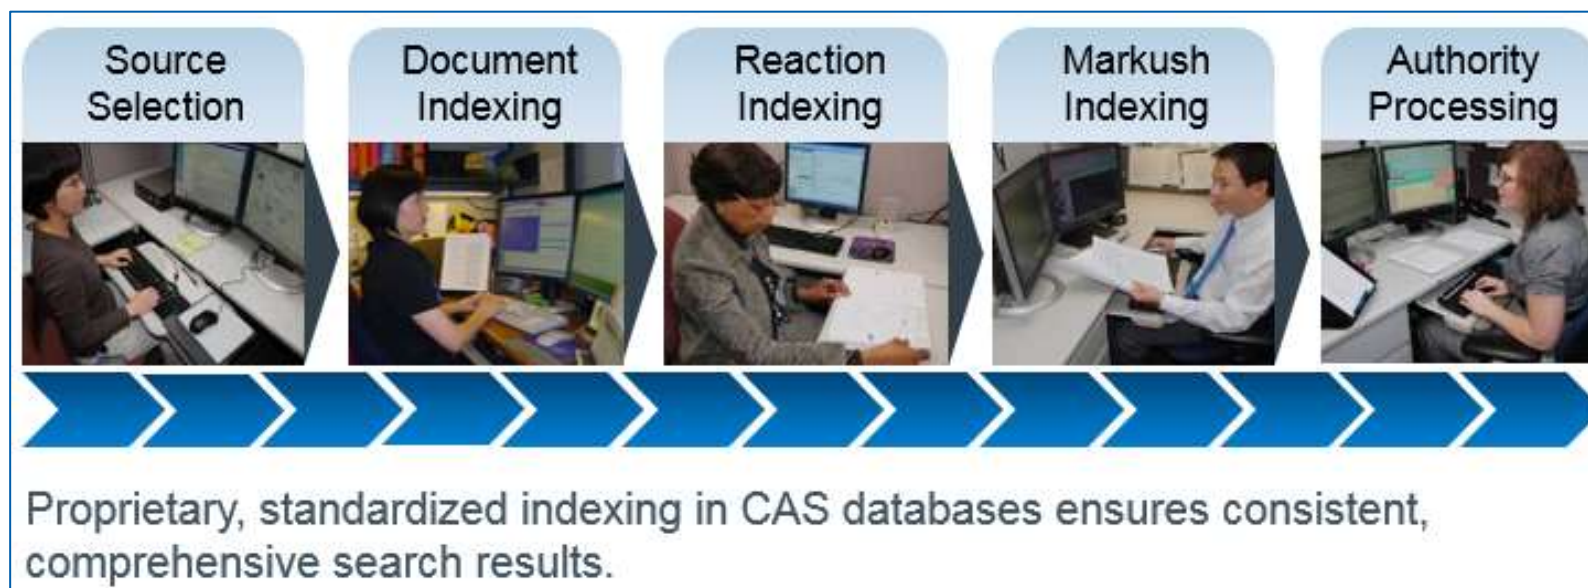 Source
Selection
Document
Indexing
Reaction
Indexing
Markush
Indexing
Authority
Processing
Proprietary, standardized indexing in CAS databases ensures consistent,
comprehensive search results.